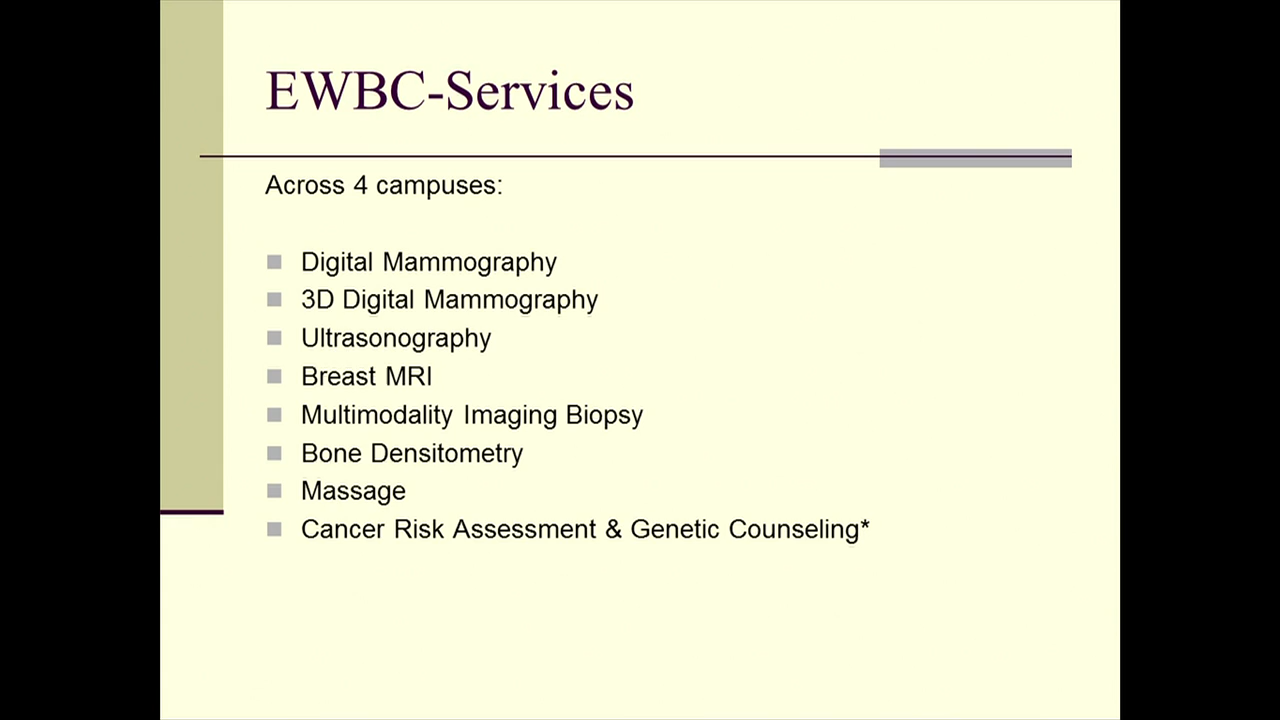 EWBC-Services
Across 4 campuses:
Digital Mammography
3D Digital Mammography
Ultrasonography
Breast MRI
Multimodality Imaging Biopsy
Bone Densitometry
Massage
Cancer Risk Assessment & Genetic Counseling*